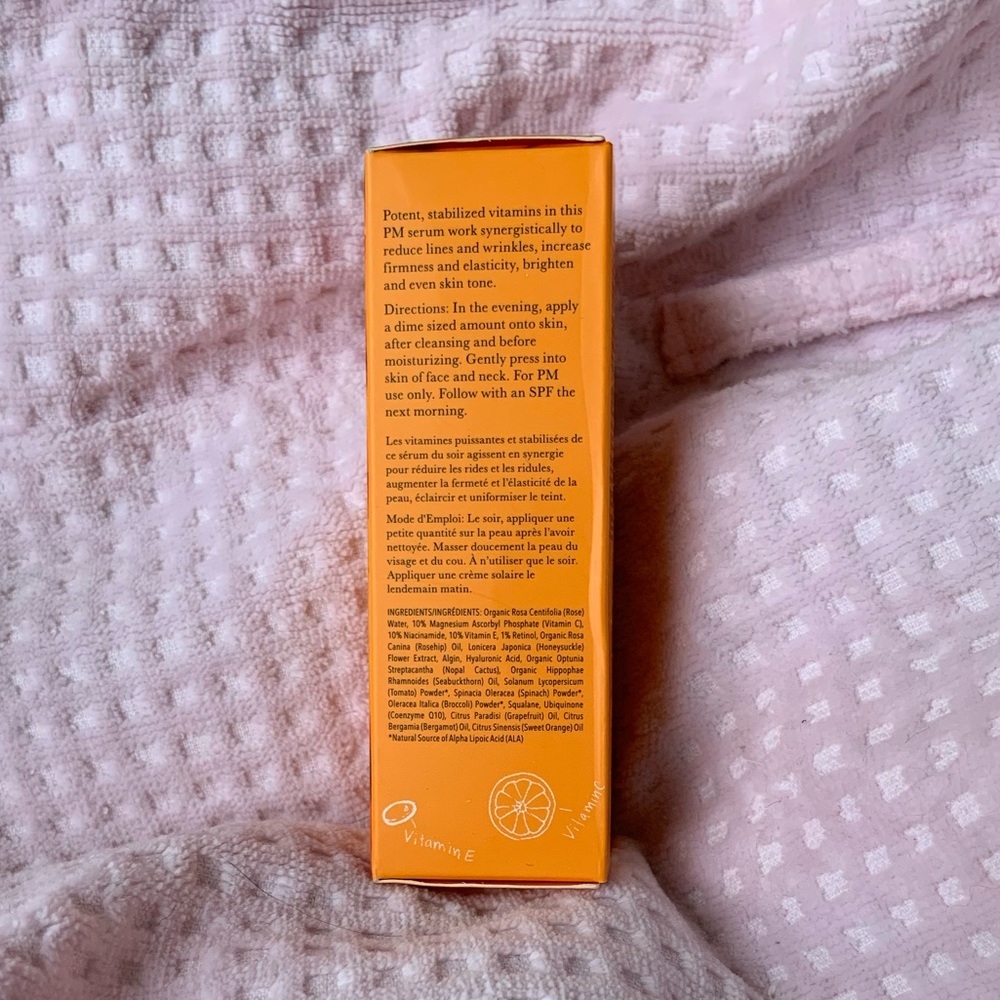 Potent, stabilized vitamins in this
PM serum work synergistically to
reduce lines and wrinkles, increase
firmness and elasticity, brighten
and even skin tone.
Directions: In the evening, apply
a dime sized amount onto skin,
after cleansing and before
moisturizing. Gently press into
skin of face and neck. For PM
use only. Follow with an SPF the
next morning.
Les vitamines puissantes et stabilisées de
ce sérum du soir agissent en synergie
pour réduire les rides et les ridules,
augmenter la fermeté et l'élasticité de la
peau, éclaircir et uniformiser le teint.
Mode d'Emploi: Le soir, appliquer une
petite quantité sur la peau après l'avoir
nettoyée. Masser doucement la peau du
visage et du cou. À n'utiliser que le soir.
Appliquer une crème solaire le
lendemain matin.
INGREDIENTS/INGRÉDIENTS: Organic Rosa Centifolia (Rose)
Water, 10% Magnesium Ascorbyl Phosphate (Vitamin C),
10% Niacinamide, 10% Vitamin E, 1% Retinol, Organic Rosa
Canina (Rosehip) Oil, Lonicera Japonica (Honeysuckle)
Flower Extract, Algin, Hyaluronic Acid, Organic Optunia
Streptacantha (Nopal Cactus), Organic Hippophae
Rhamnoides (Seabuckthorn) Oil, Solanum Lycopersicum
(Tomato) Powder*, Spinacia Oleracea (Spinach) Powder*,
Oleracea Italica (Broccoli) Powder*, Squalane, Ubiquinone
(Coenzyme Q10), Citrus Paradisi (Grapefruit) Oil, Citrus
Bergamia (Bergamot) Oil, Citrus Sinensis (Sweet Orange) Oil
*Natural Source of Alpha Lipoic Acid (ALA)
Vitamin E
Vitamin C